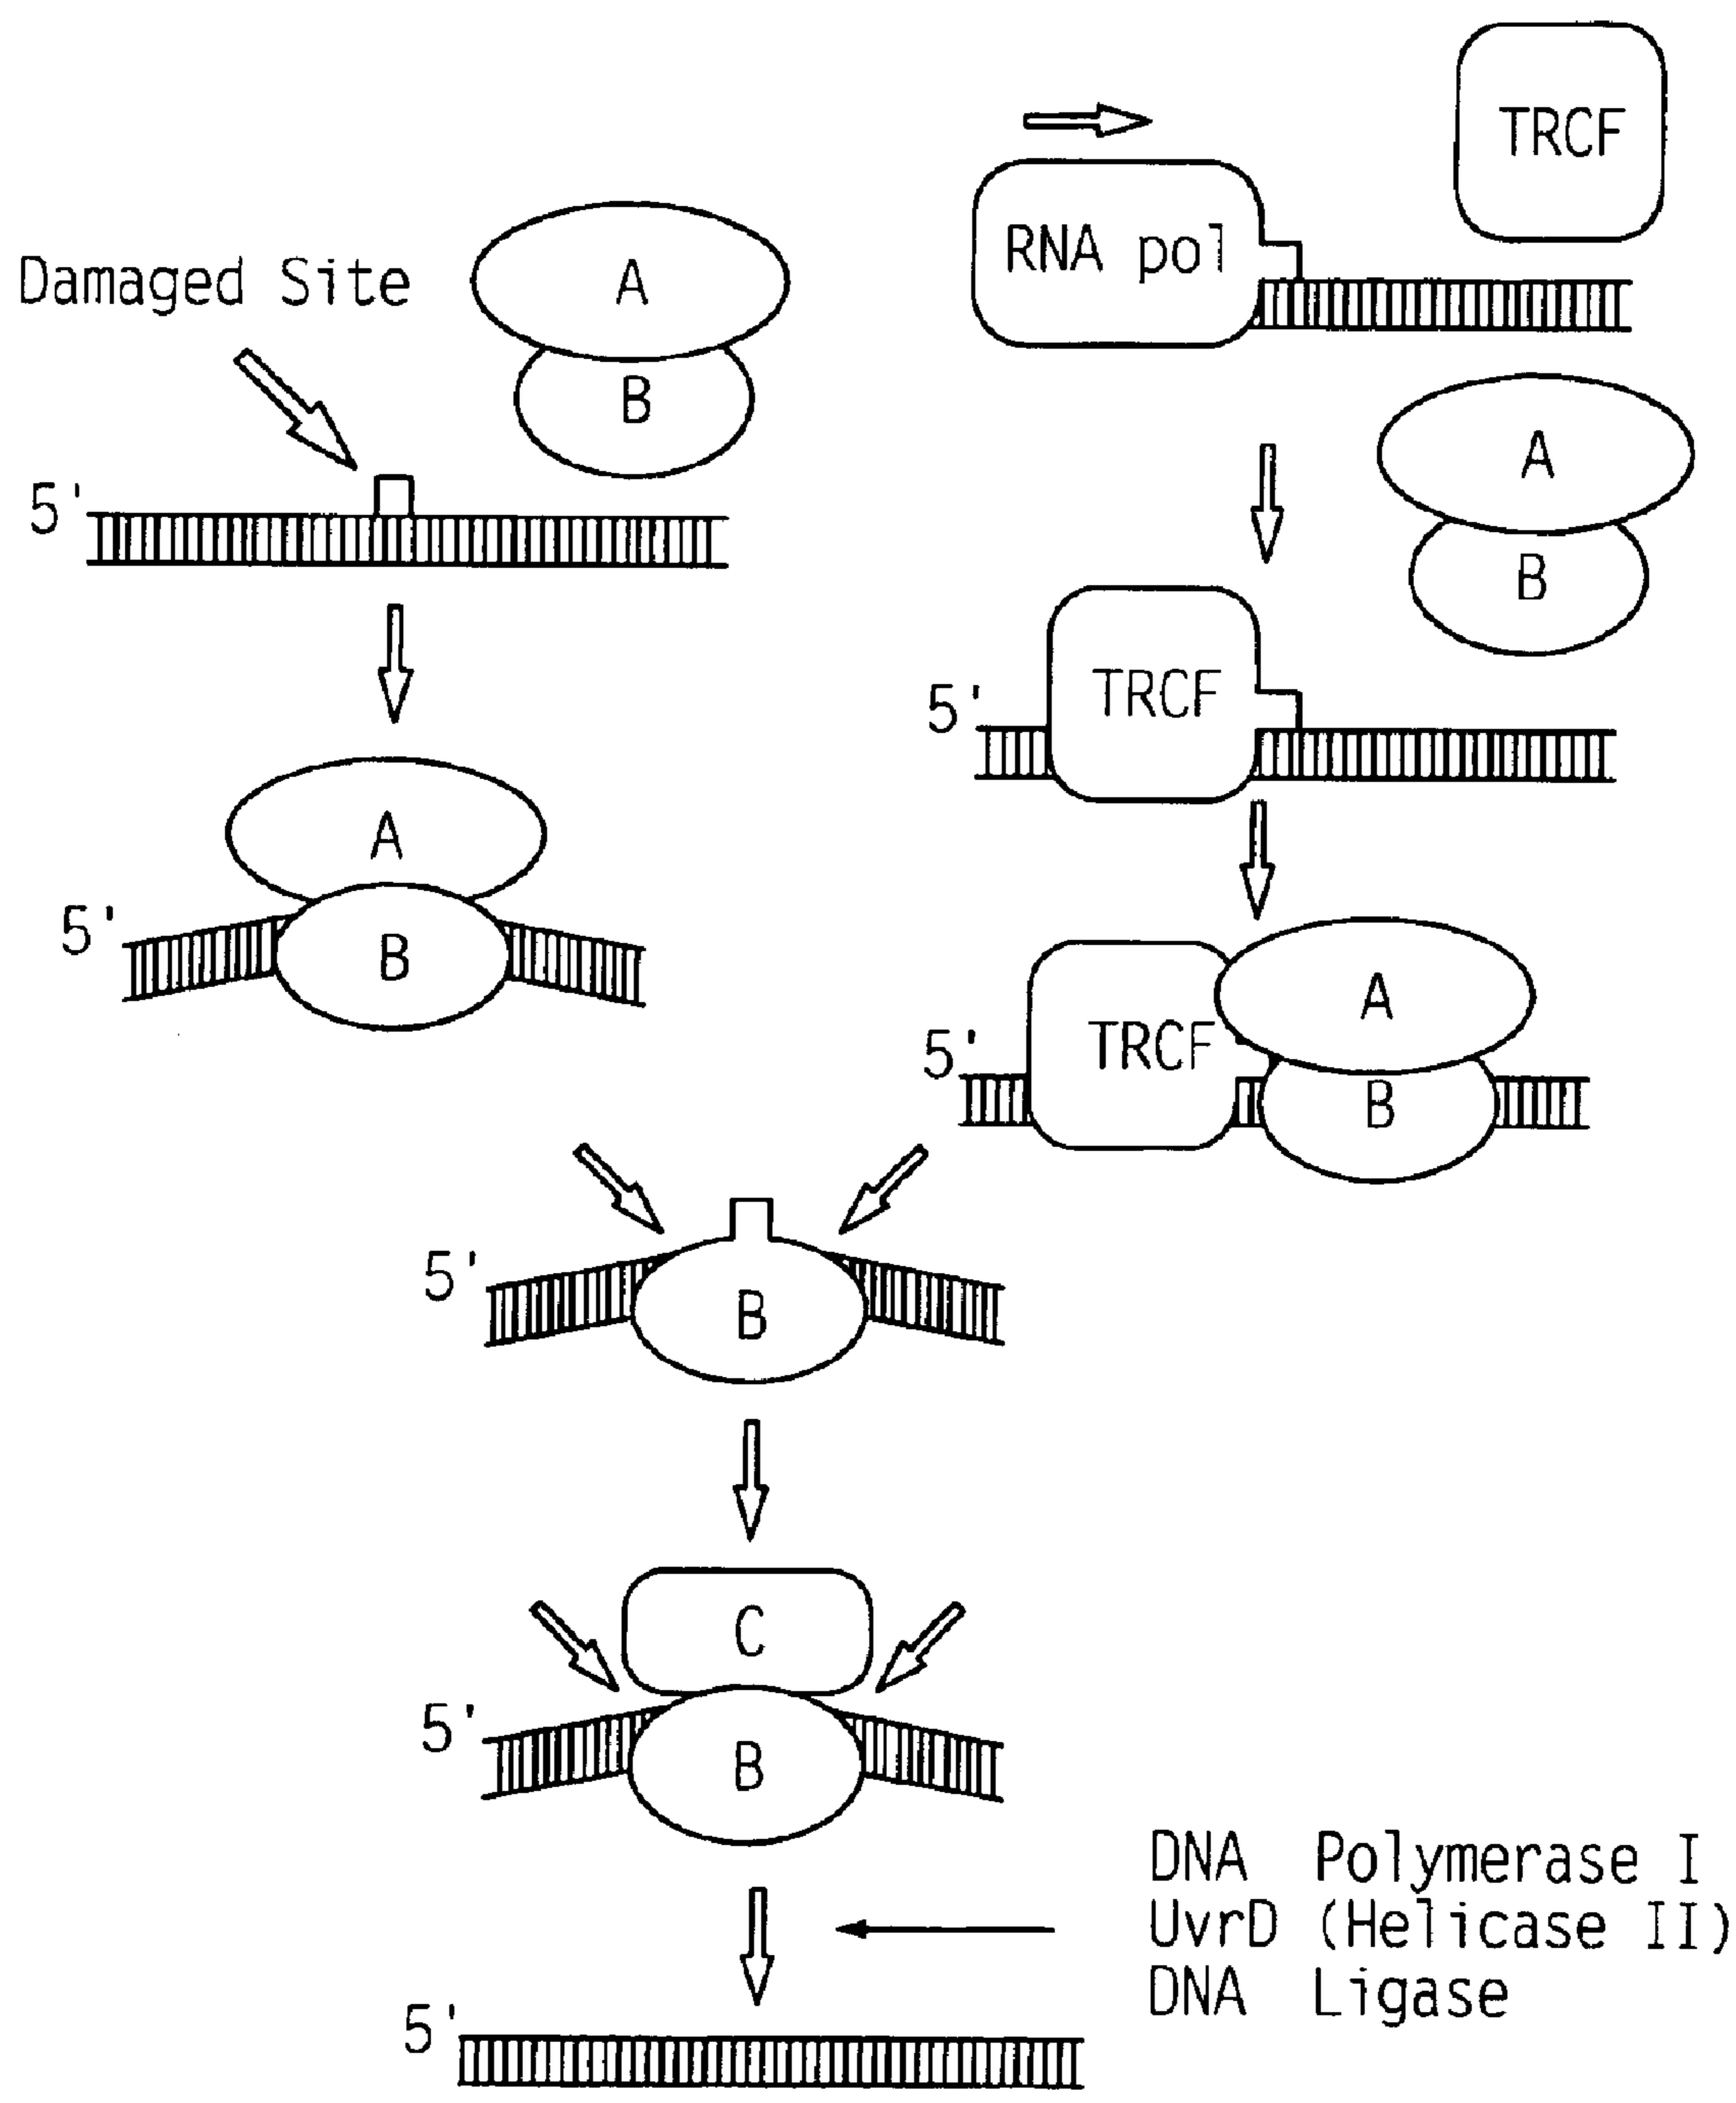 TRCF
RNA pol
Damaged Site
A
B
5'
A
B
5'
TRCF
A
B
5'
A
5'
TRCF
B
5'
B
C
5'
B
DNA Polymerase I
UvrD (Helicase II)
DNA Ligase
5'